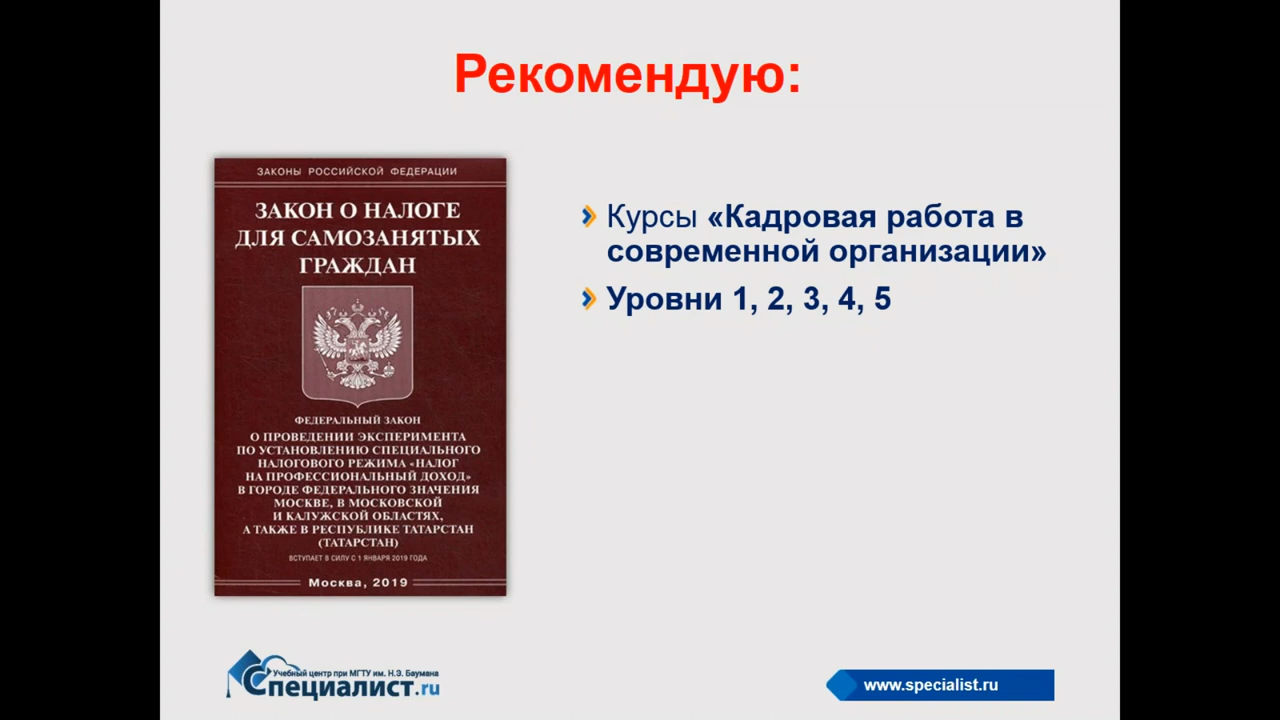 Рекомендую:
ЗАКОНЫ РОССИЙСКОЙ ФЕДЕРАЦИИ
ЗАКОН О НАЛОГЕ
ДЛЯ САМОЗАНЯТЫХ
ГРАЖДАН
ФЕДЕРАЛЬНЫЙ ЗАКОН
О ПРОВЕДЕНИИ ЭКСПЕРИМЕНТА
ПО УСТАНОВЛЕНИЮ СПЕЦИАЛЬНОГО
НАЛОГОВОГО РЕЖИМА «НАЛОГ
НА ПРОФЕССИОНАЛЬНЫЙ ДОХОД»
В ГОРОДЕ ФЕДЕРАЛЬНОГО ЗНАЧЕНИЯ
МОСКВЕ, В МОСКОВСКОЙ
И КАЛУЖСКОЙ ОБЛАСТЯХ,
А ТАКЖЕ В РЕСПУБЛИКЕ ТАТАРСТАН
(ТАТАРСТАН)
ВСТУПАЕТ В СИЛУ С 1 ЯНВАРЯ 2019 ГОДА
Москва, 2019
Курсы «Кадровая работа в
современной организации»
Уровни 1, 2, 3, 4, 5
Учебный центр при МГТУ им. Н.Э. Баумана
Специалист.ru
www.specialist.ru